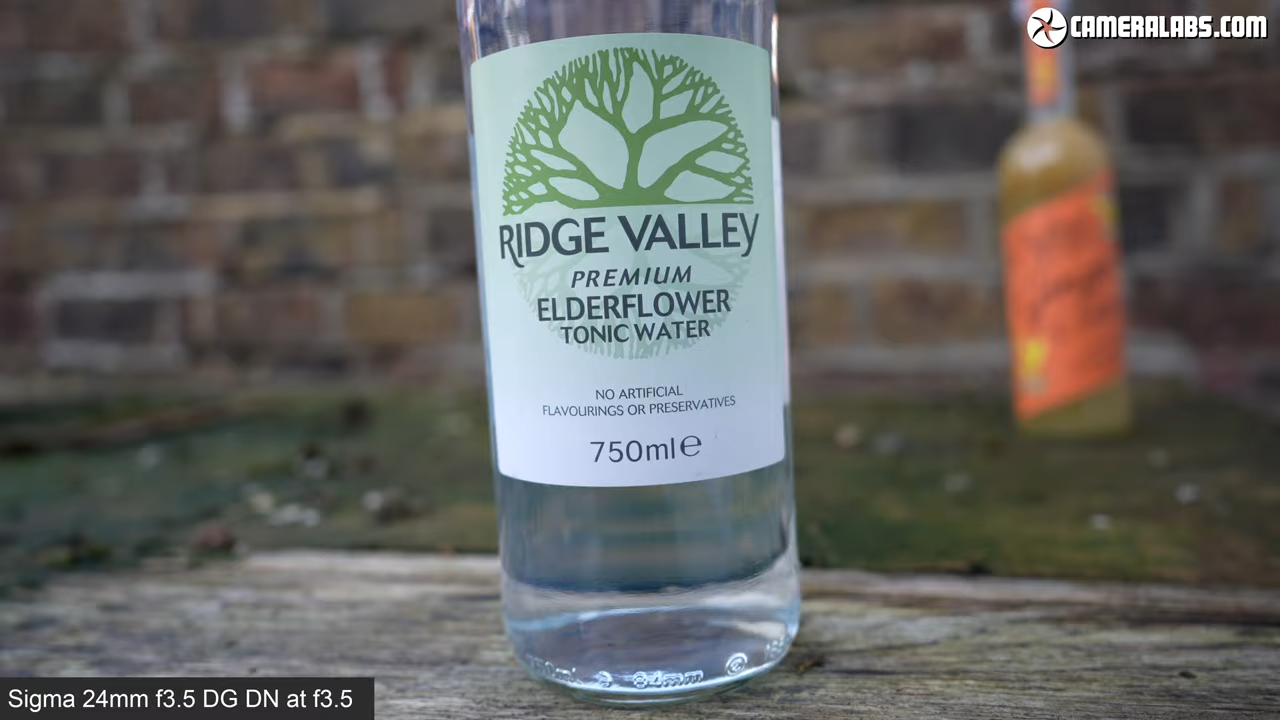 CAMERALABS.COM
RIDGE VALLEY
PREMIUM
ELDERFLOWER
TONIC WATER
NO ARTIFICIAL
FLAVOURINGS OR PRESERVATIVES
750ml℮
84mm
Sigma 24mm f3.5 DG DN at f3.5